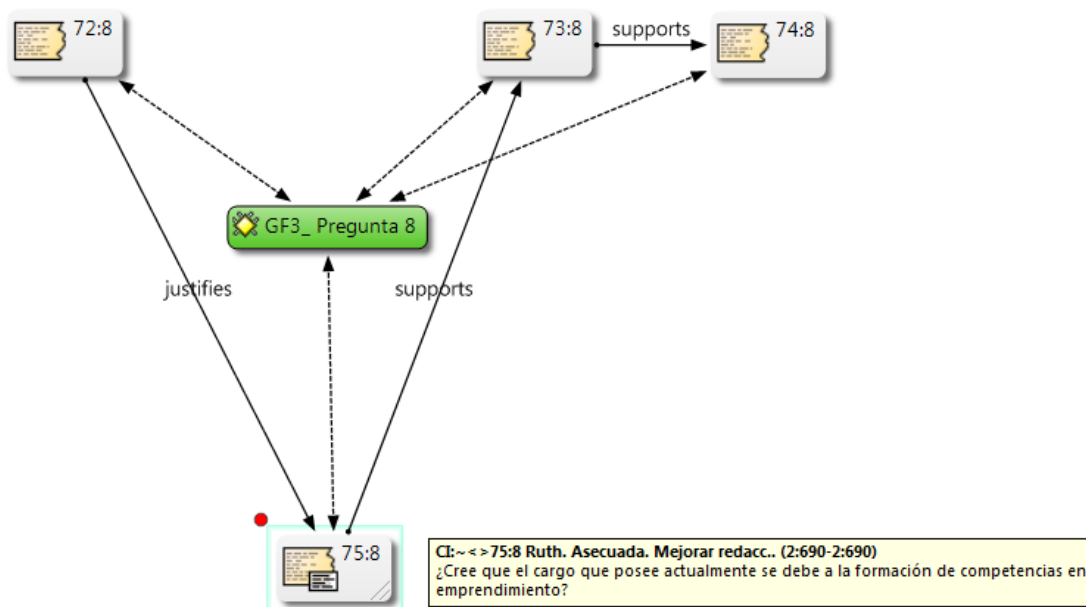 72:8
73:8
supports
74:8
GF3_ Pregunta 8
justifies
supports
75:8
CI:~< >75:8 Ruth. Asecuada. Mejorar redacc.. (2:690-2:690)
¿Cree que el cargo que posee actualmente se debe a la formación de competencias en
emprendimiento?